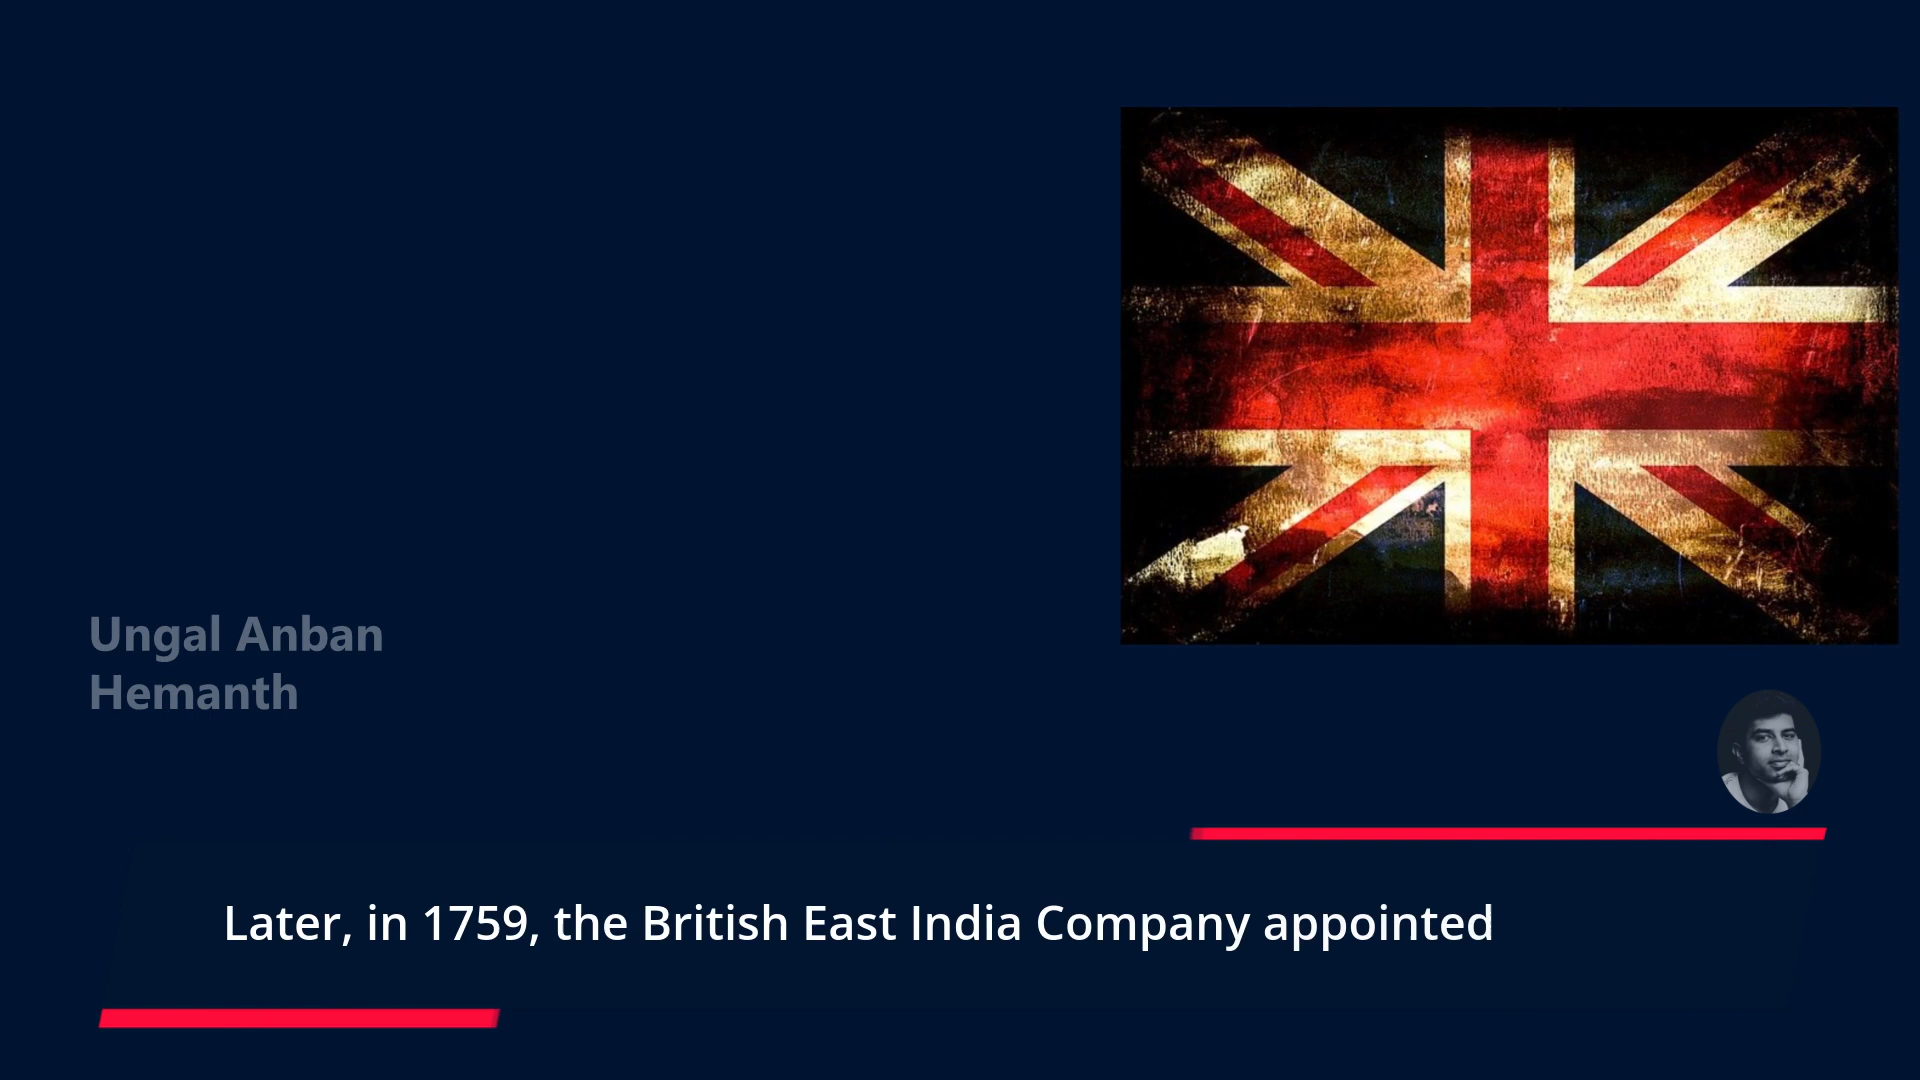 Ungal Anban
Hemanth
Later, in 1759, the British East India Company appointed